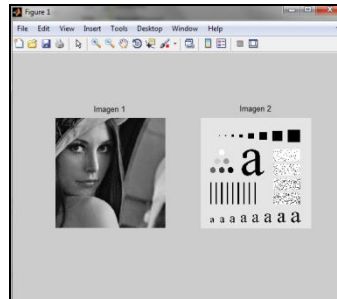 Figure 1
File Edit View Insert Tools Desktop Window Help
Imagen 1 Imagen 2
a
a a a a a a a a a